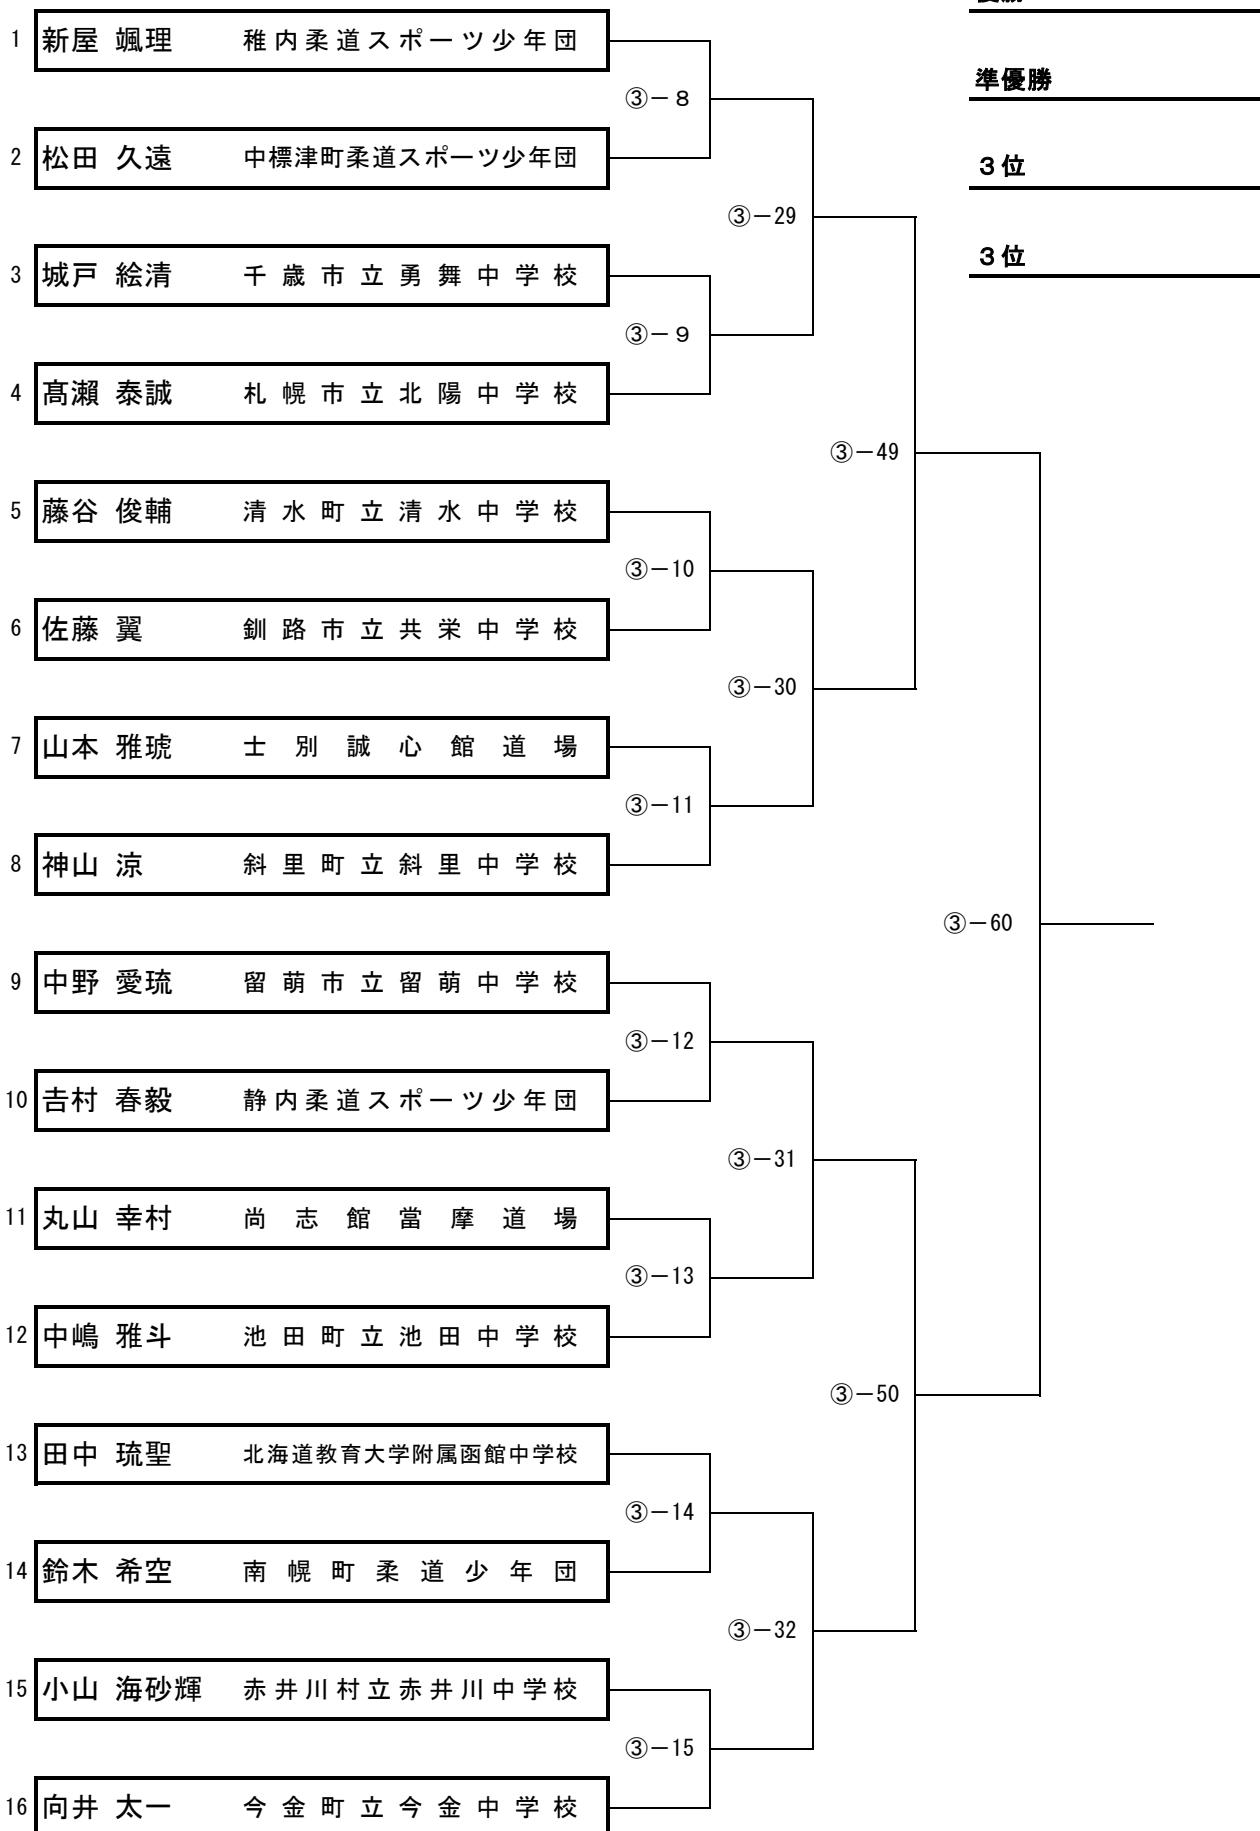 優勝
1 新屋 颯理 稚内柔道スポーツ少年団
準優勝
③－８
2 松田 久遠 中標津町柔道スポーツ少年団
３位
③－29
３位
3 城戸 絵清 千歳市立勇舞中学校
③－９
4 髙瀨 泰誠 札幌市立北陽中学校
③－49
5 藤谷 俊輔 清水町立清水中学校
③－10
6 佐藤 翼 釧路市立共栄中学校
③－30
7 山本 雅琥 士別誠心館道場
③－11
8 神山 涼 斜里町立斜里中学校
③－60
9 中野 愛琉 留萌市立留萌中学校
③－12
10 𠮷村 春毅 静内柔道スポーツ少年団
③－31
11 丸山 幸村 尚志館當摩道場
③－13
12 中嶋 雅斗 池田町立池田中学校
③－50
13 田中 琉聖 北海道教育大学附属函館中学校
③－14
14 鈴木 希空 南幌町柔道少年団
③－32
15 小山 海砂輝 赤井川村立赤井川中学校
③－15
16 向井 太一 今金町立今金中学校